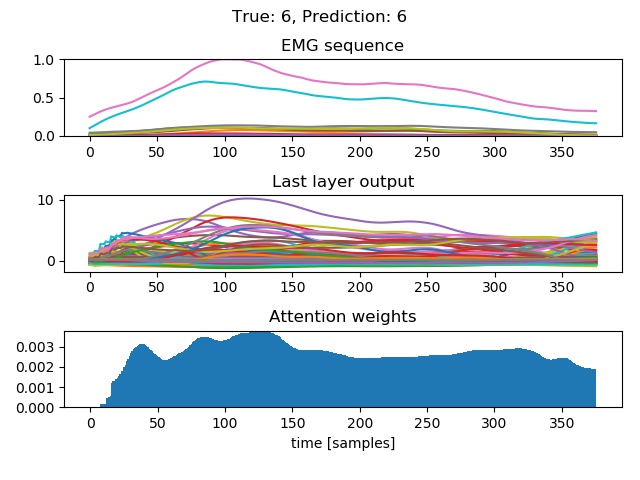 True: 6, Prediction: 6
EMG sequence
1.0
0.5
0.0
0 50 100 150 200 250 300 350
Last layer output
10
0
0 50 100 150 200 250 300 350
Attention weights
0.003
0.002
0.001
0.000
0 50 100 150 200 250 300 350
time [samples]